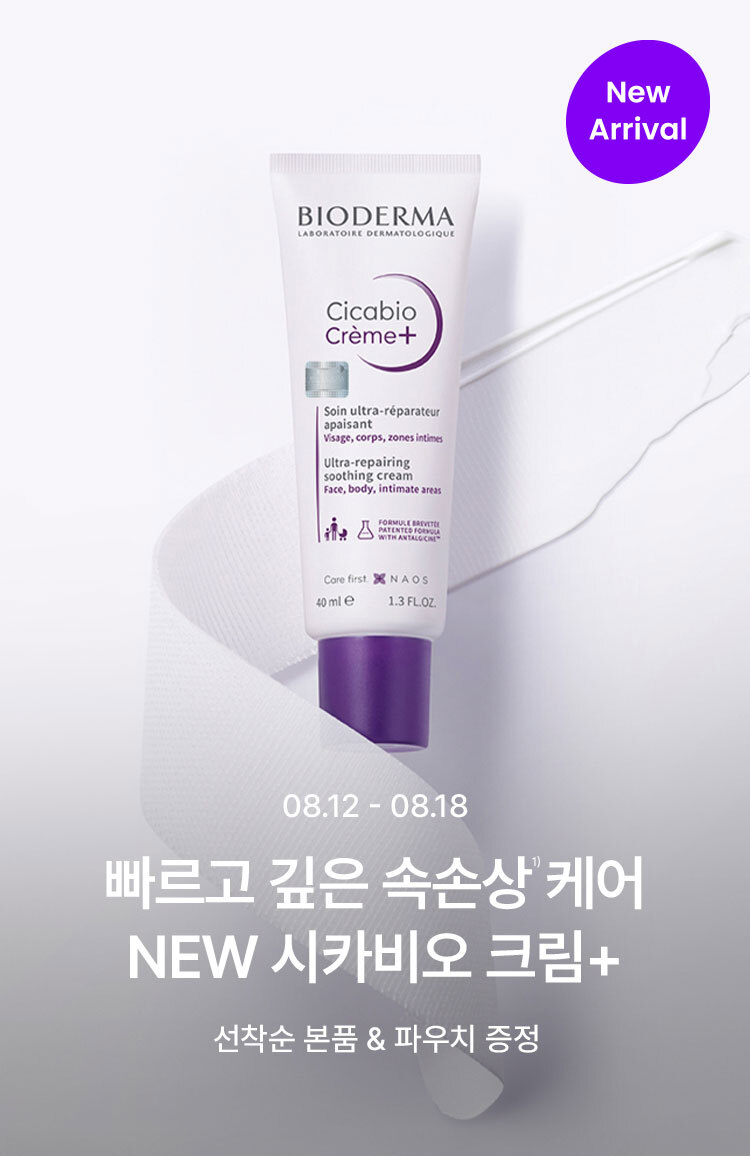 New
Arrival
BIODERMA
LABORATOIRE DERMATOLOGIQUE
Cicabio
Crème+
Soin ultra-réparateur
apaisant
Visage, corps, zones intimes
Ultra-repairing
soothing cream
Face, body, intimate areas
FORMULE BREVETÉE
PATENTED FORMULA
WITH ANTALGICINE™
Care first. NAOS
40 ml ℮ 1.3 FL.OZ.
08.12 - 08.18
빠르고 깊은 속손상¹⁾ 케어
NEW 시카비오 크림+
선착순 본품 & 파우치 증정